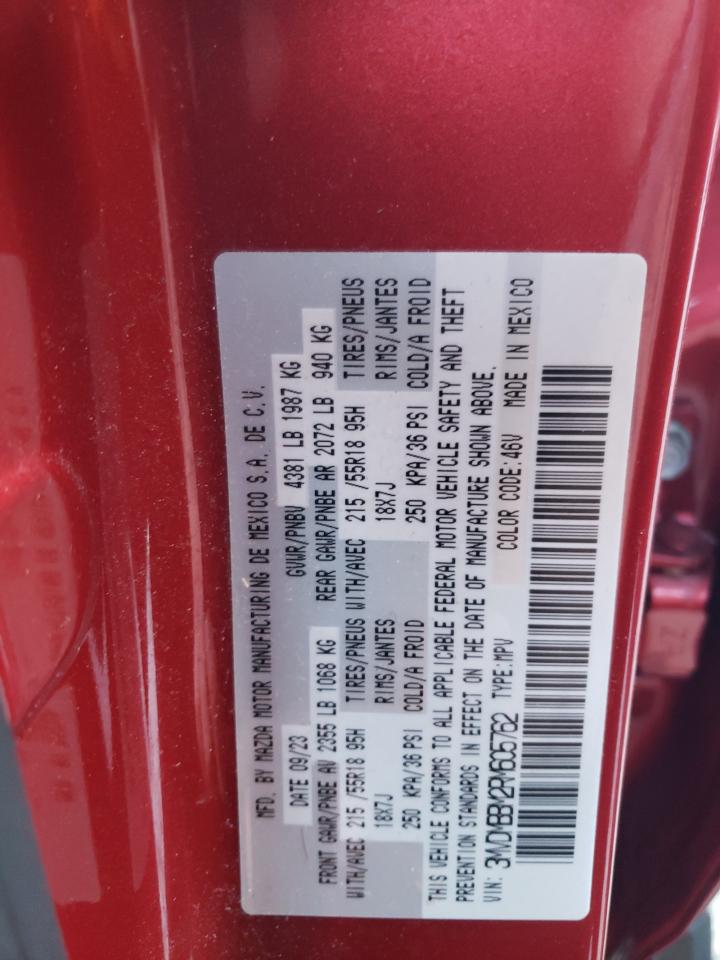 MFD. BY MAZDA MOTOR MANUFACTURING DE MEXICO S.A. DE C.V.
DATE 09/23 GVWR/PNBV 4381 LB 1987 KG
FRONT GAWR/PNBE AV 2355 LB 1068 KG REAR GAWR/PNBE AR 2072 LB 940 KG
WITH/AVEC 215 /55R18 95H TIRES/PNEUS WITH/AVEC 215 /55R18 95H TIRES/PNEUS
18X7J RIMS/JANTES 18X7J RIMS/JANTES
250 KPA/36 PSI COLD/A FROID 250 KPA/36 PSI COLD/A FROID
THIS VEHICLE CONFORMS TO ALL APPLICABLE FEDERAL MOTOR VEHICLE SAFETY AND THEFT
PREVENTION STANDARDS IN EFFECT ON THE DATE OF MANUFACTURE SHOWN ABOVE.
VIN: 3MVDMBBM2RM605762 TYPE:MPV COLOR CODE:46V MADE IN MEXICO